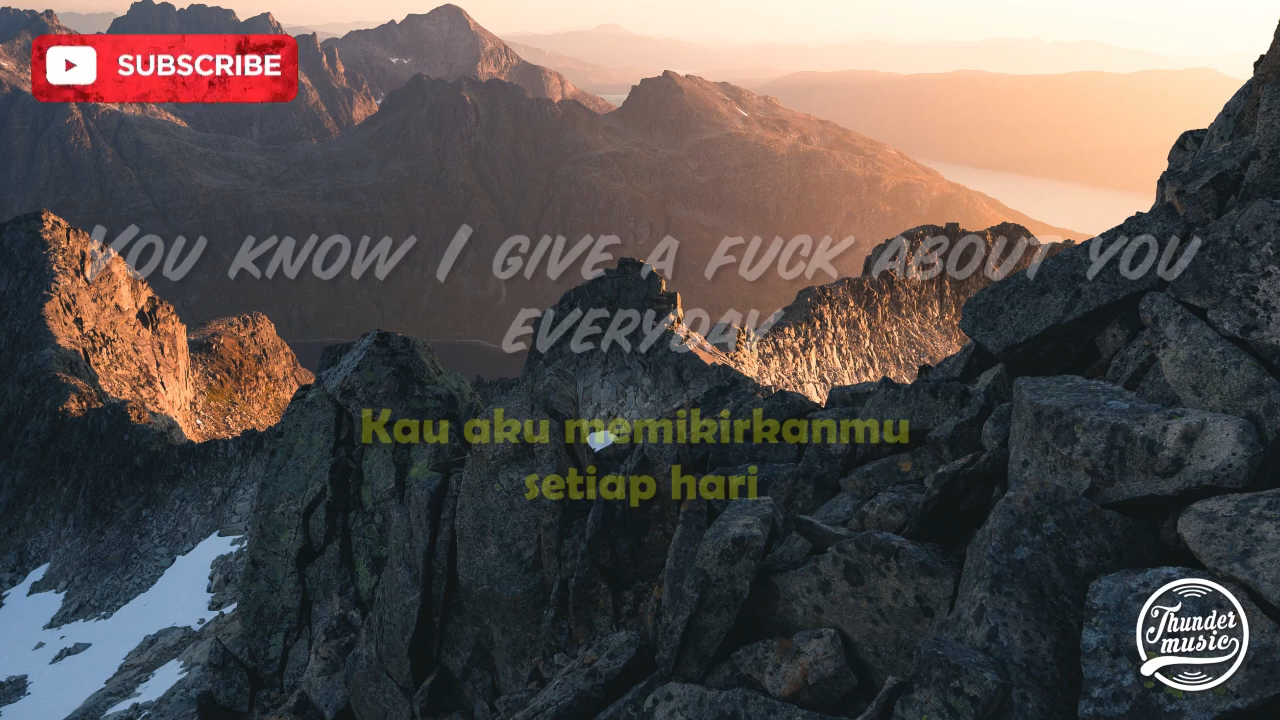 SUBSCRIBE
YOU KNOW I GIVE A FUCK ABOUT YOU
EVERYDAY
Kau aku memikirkanmu
setiap hari
Thunder
music